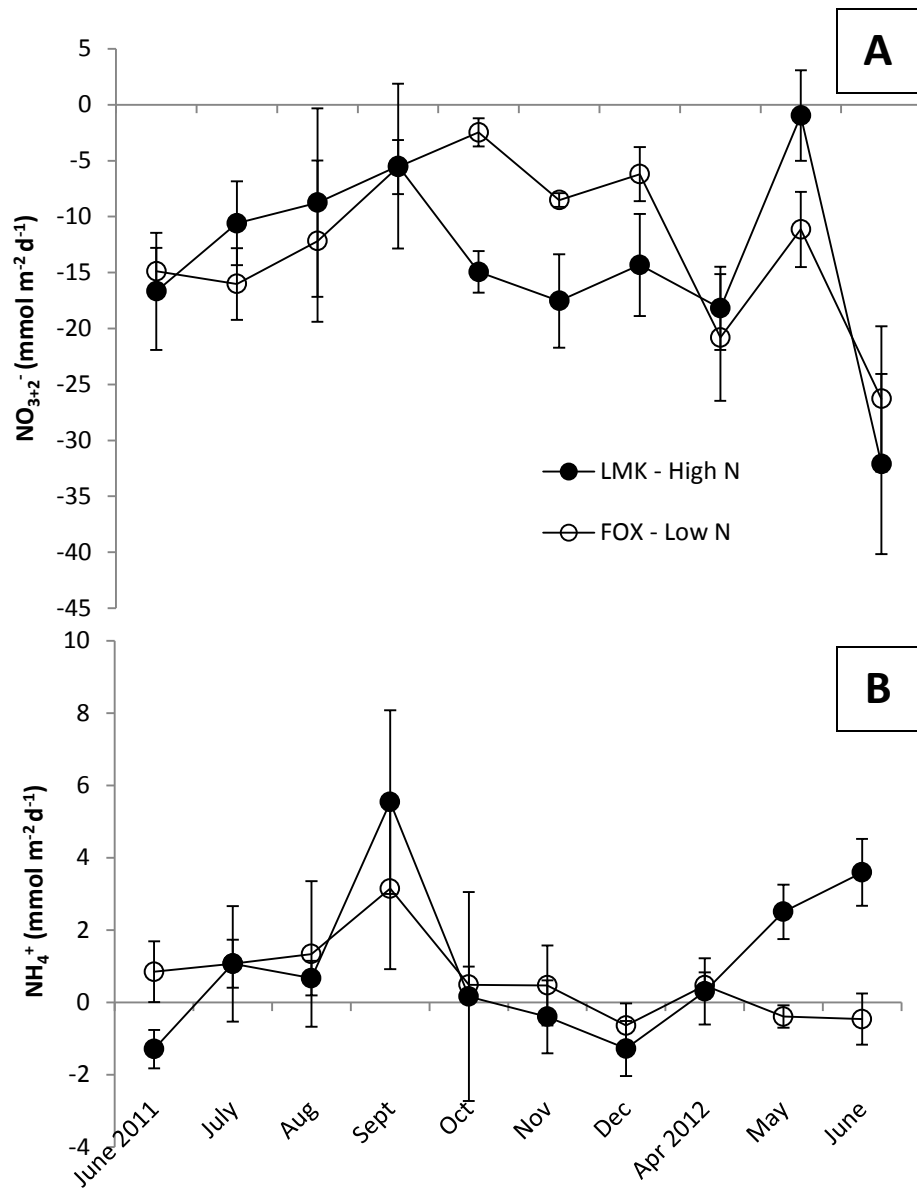 A
5
0
-5
-10
-15
-20
-25
-30
-35
-40
-45
NO₃₊₂⁻ (mmol m⁻² d⁻¹)
LMK - High N
FOX - Low N
B
10
8
6
4
2
0
-2
-4
NH₄⁺ (mmol m⁻² d⁻¹)
June 2011
July
Aug
Sept
Oct
Nov
Dec
Apr 2012
May
June